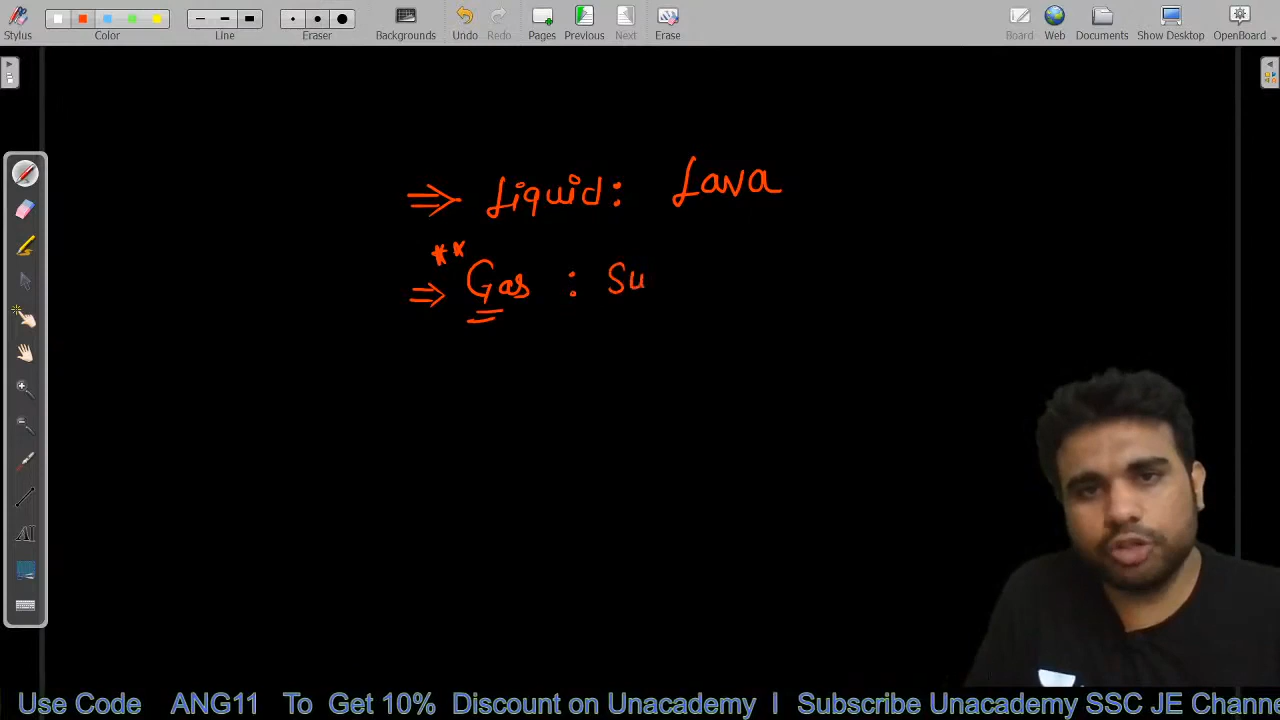 Stylus Color Line Eraser Backgrounds Undo Redo Pages Previous Next Erase Board Web Documents Show Desktop OpenBoard
⇒ Liquid: Lava
**
⇒ Gas : Su
AI
Use Code ANG11 To Get 10% Discount on Unacademy I Subscribe Unacademy SSC JE Channe